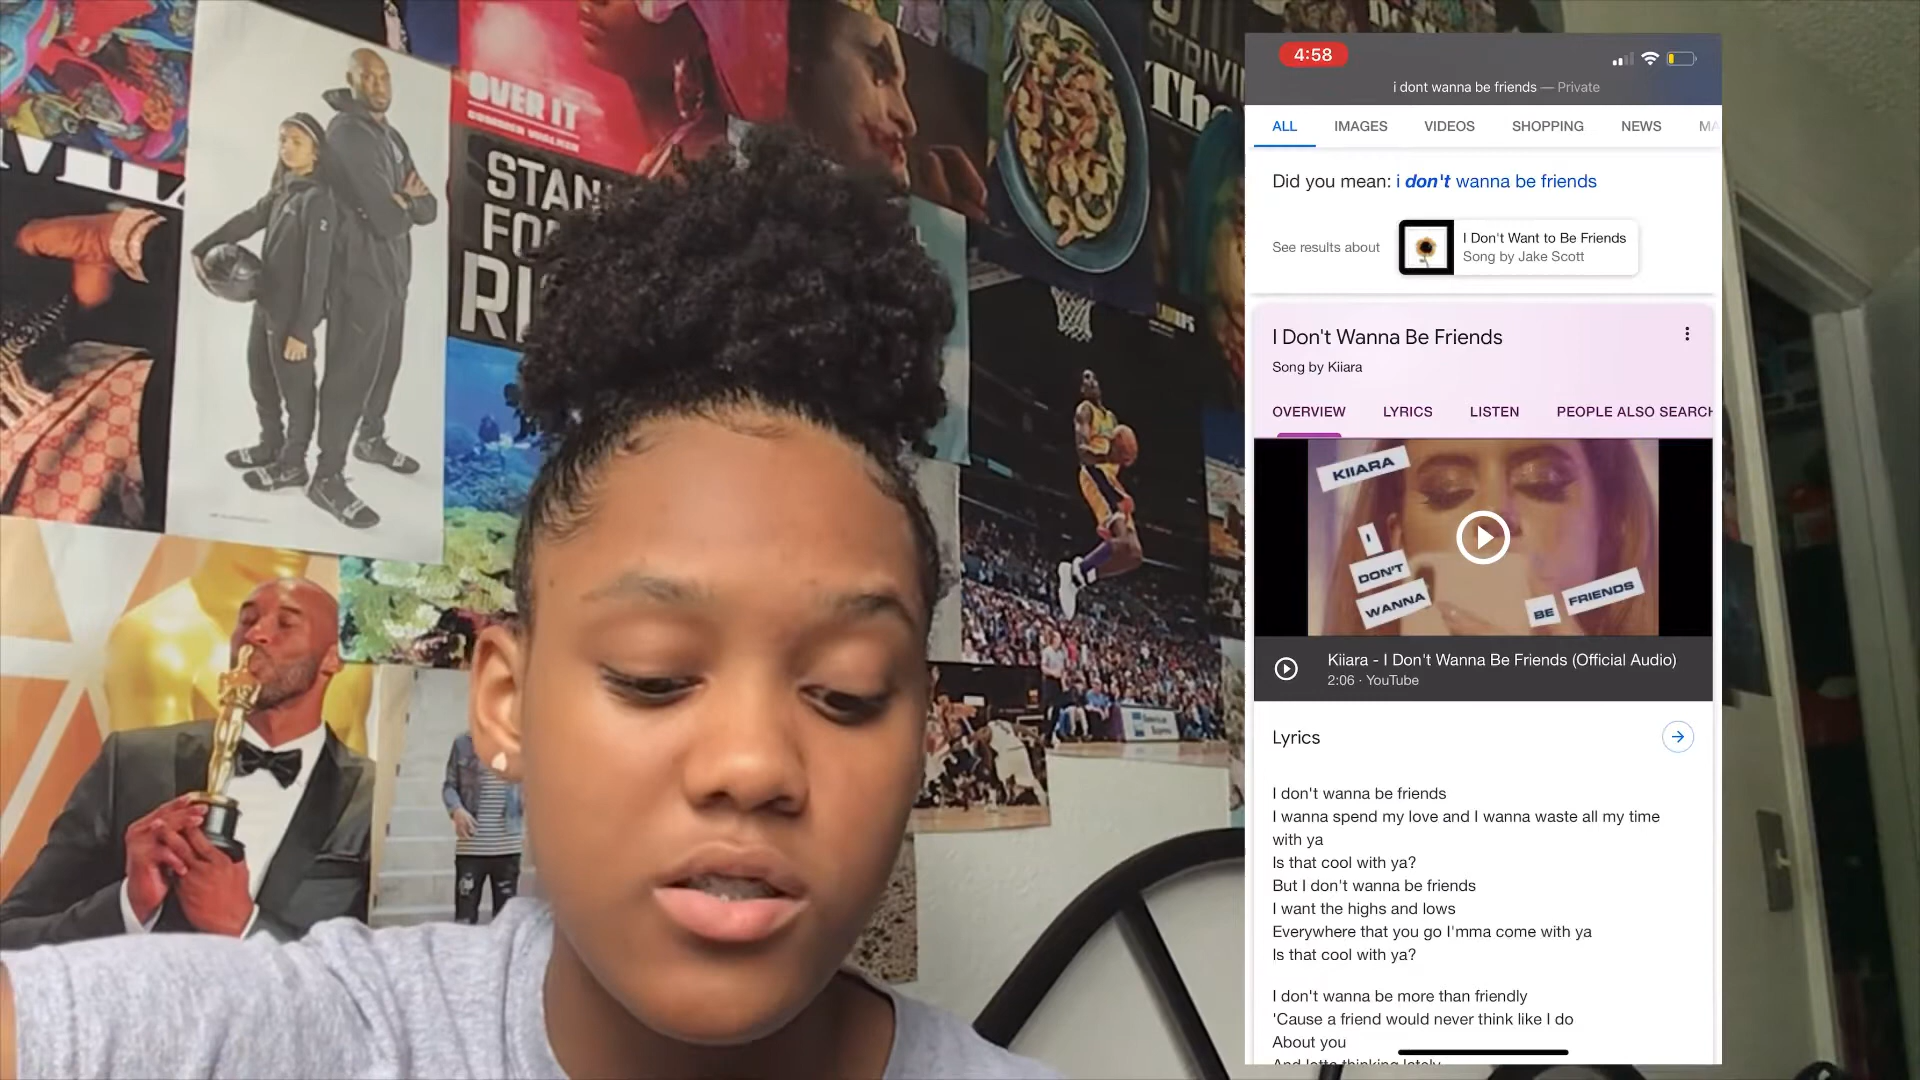 OVER IT
SUMMER WALKER
STAN
FO
RI
STRIVI
The
4:58
i dont wanna be friends — Private
ALL IMAGES VIDEOS SHOPPING NEWS MA
Did you mean: i don't wanna be friends
See results about
I Don't Want to Be Friends
Song by Jake Scott
I Don't Wanna Be Friends
Song by Kiiara
OVERVIEW LYRICS LISTEN PEOPLE ALSO SEARCH
KIIARA
I
DON'T
WANNA
BE FRIENDS
Kiiara - I Don't Wanna Be Friends (Official Audio)
2:06 · YouTube
Lyrics
I don't wanna be friends
I wanna spend my love and I wanna waste all my time
with ya
Is that cool with ya?
But I don't wanna be friends
I want the highs and lows
Everywhere that you go I'mma come with ya
Is that cool with ya?
I don't wanna be more than friendly
'Cause a friend would never think like I do
About you